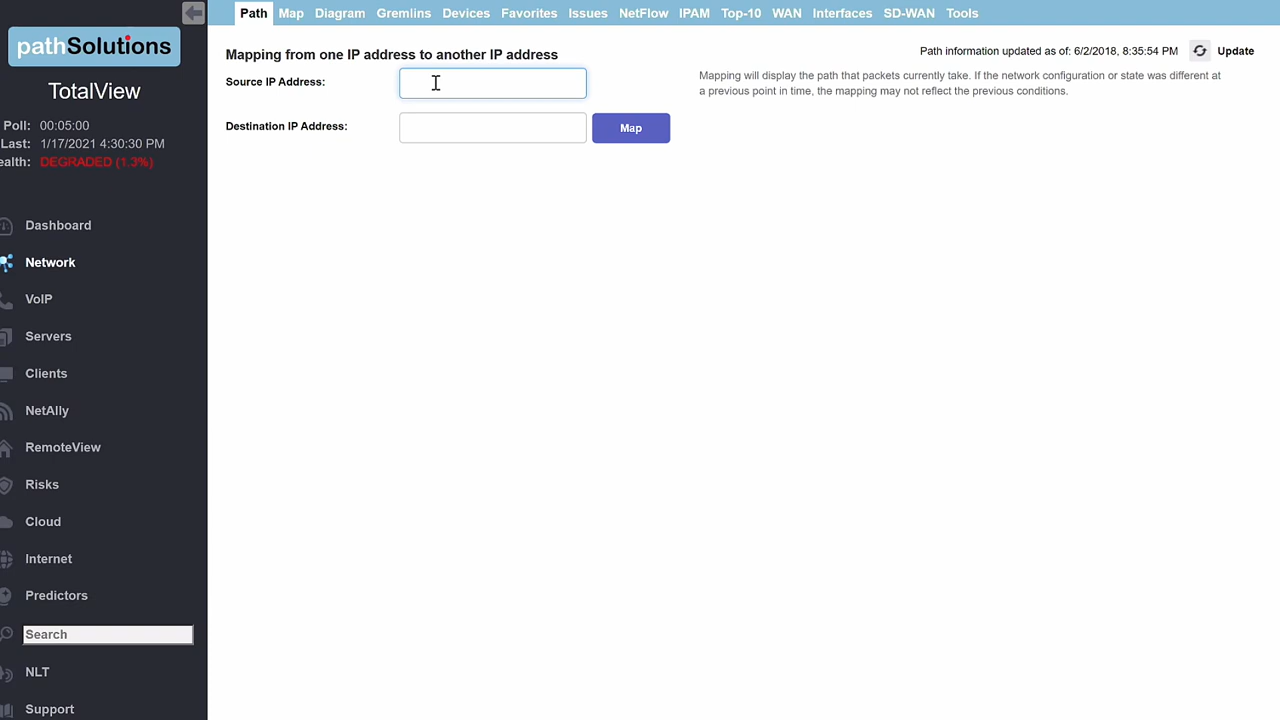 pathSolutions
TotalView
Poll: 00:05:00
Last: 1/17/2021 4:30:30 PM
ealth: DEGRADED (1.3%)
Dashboard
Network
VoIP
Servers
Clients
NetAlly
RemoteView
Risks
Cloud
Internet
Predictors
Search
NLT
Support
Path Map Diagram Gremlins Devices Favorites Issues NetFlow IPAM Top-10 WAN Interfaces SD-WAN Tools
Mapping from one IP address to another IP address
Path information updated as of: 6/2/2018, 8:35:54 PM Update
Source IP Address:
Mapping will display the path that packets currently take. If the network configuration or state was different at
a previous point in time, the mapping may not reflect the previous conditions.
Destination IP Address:
Map